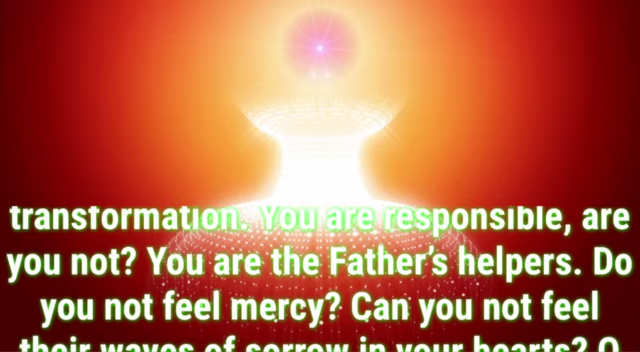 transformation. You are responsible, are
you not? You are the Father's helpers. Do
you not feel mercy? Can you not feel
their waves of sorrow in your hearts? O